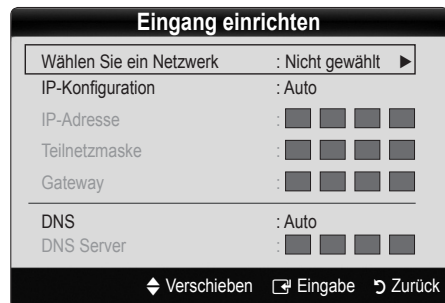 Eingang einrichten
Wählen Sie ein Netzwerk : Nicht gewählt ►
IP-Konfiguration : Auto
IP-Adresse :
Teilnetzmaske :
Gateway :
DNS : Auto
DNS Server :
Verschieben Eingabe Zurück